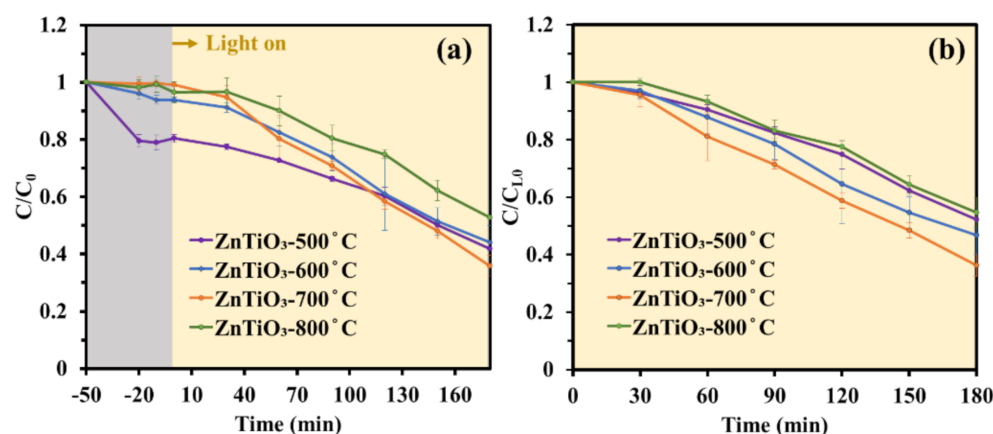 (a)
→ Light on
C/C₀
1.2
1
0.8
0.6
0.4
0.2
0
ZnTiO₃-500˚C
ZnTiO₃-600˚C
ZnTiO₃-700˚C
ZnTiO₃-800˚C
-50 -20 10 40 70 100 130 160
Time (min)
(b)
C/C_L0
1.2
1
0.8
0.6
0.4
0.2
0
ZnTiO₃-500˚C
ZnTiO₃-600˚C
ZnTiO₃-700˚C
ZnTiO₃-800˚C
0 30 60 90 120 150 180
Time (min)